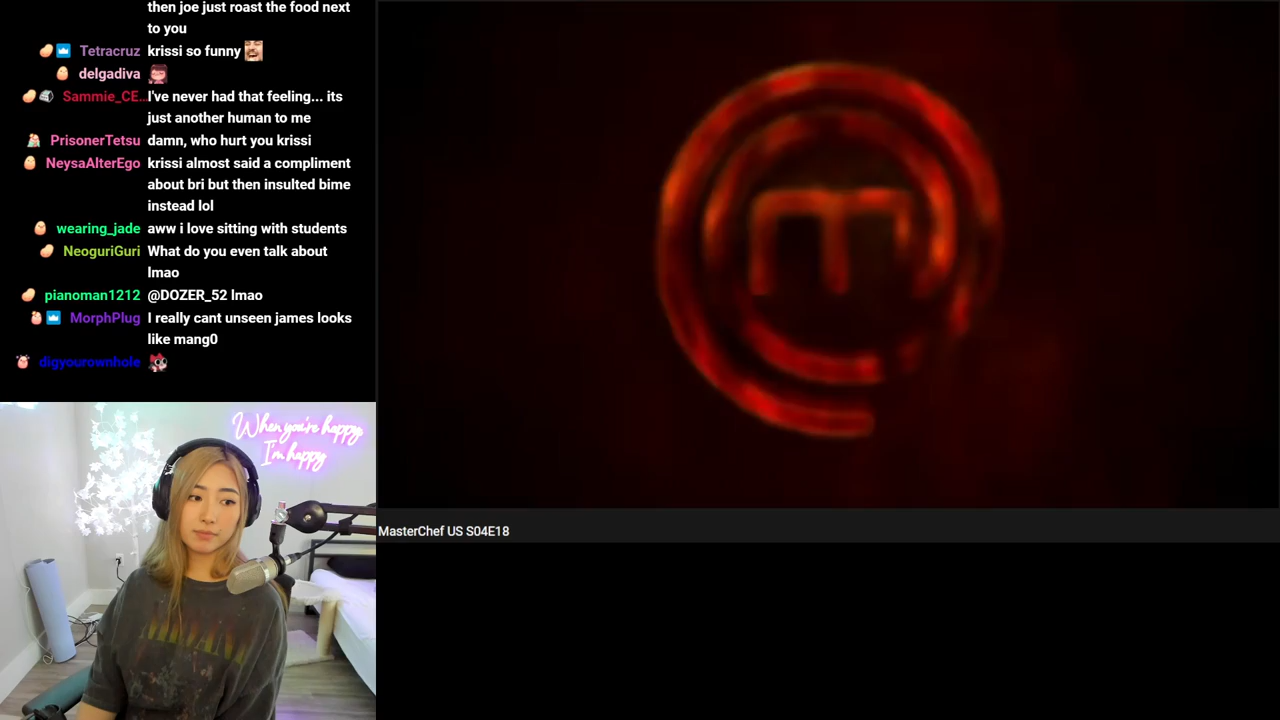 then joe just roast the food next
to you
Tetracruz krissi so funny
delgadiva
Sammie_CE... I've never had that feeling... its
just another human to me
PrisonerTetsu damn, who hurt you krissi
NeysaAlterEgo krissi almost said a compliment
about bri but then insulted bime
instead lol
wearing_jade aww i love sitting with students
NeoguriGuri What do you even talk about
lmao
pianoman1212 @DOZER_52 lmao
MorphPlug I really cant unseen james looks
like mang0
digyourownhole
When you're happy,
I'm happy
m
MasterChef US S04E18